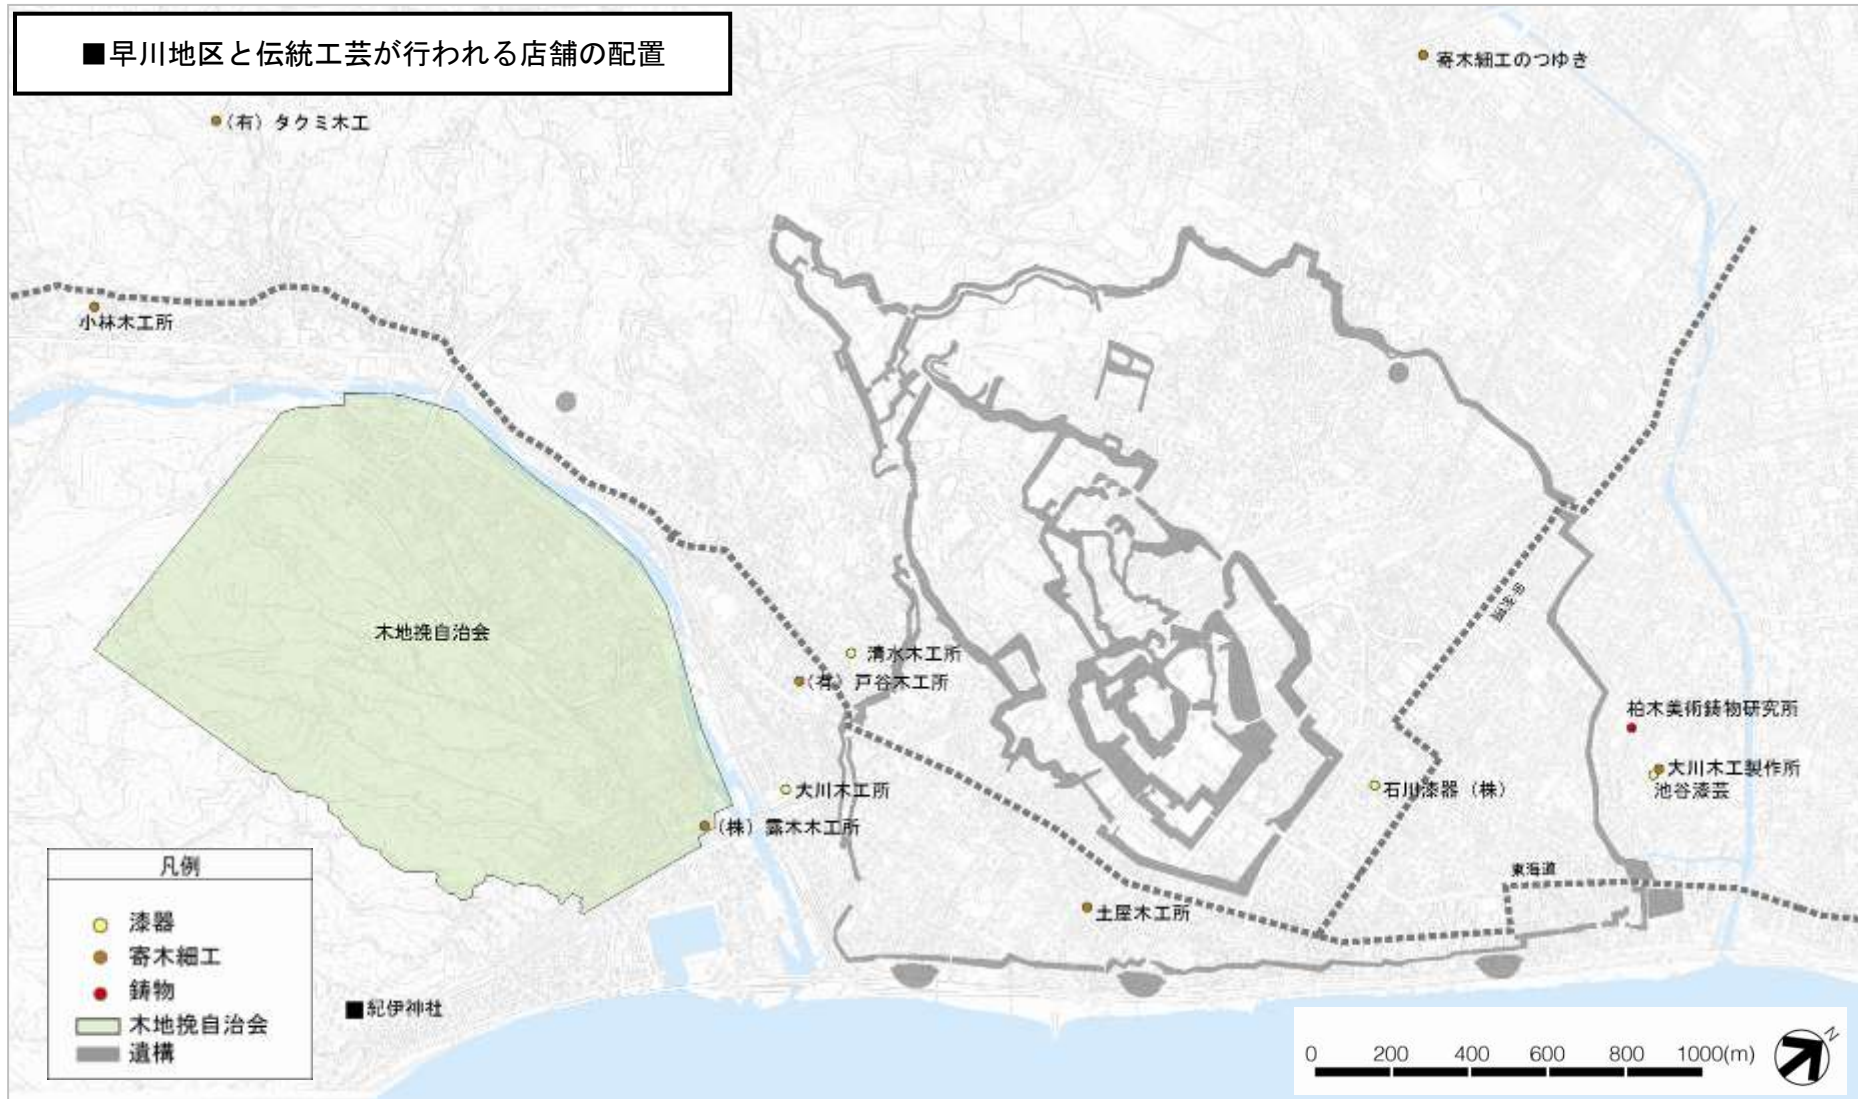 ■早川地区と伝統工芸が行われる店舗の配置
寄木細工のつゆき
(有)タクミ木工
小林木工所
木地挽自治会
清水木工所
(有)戸谷木工所
甲州道
柏木美術鋳物研究所
大川木工製作所
池谷漆芸
大川木工所
石川漆器(株)
(株)露木木工所
東海道
土屋木工所
紀伊神社
凡例
漆器
寄木細工
鋳物
木地挽自治会
遺構
0 200 400 600 800 1000(m)
N